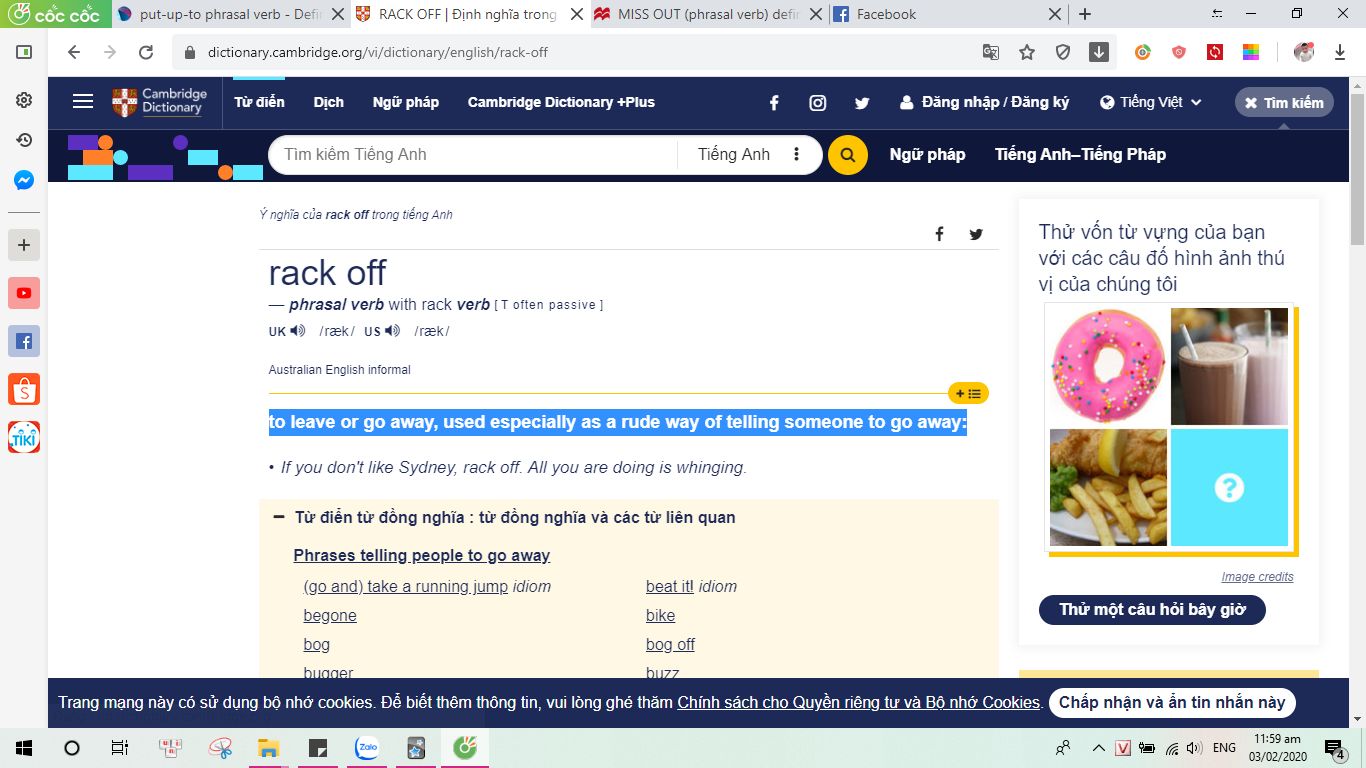 cốc cốc
put-up-to phrasal verb - Defin
RACK OFF | Định nghĩa trong
MISS OUT (phrasal verb) defin
Facebook
dictionary.cambridge.org/vi/dictionary/english/rack-off
Cambridge Dictionary
Từ điển
Dịch
Ngữ pháp
Cambridge Dictionary +Plus
Đăng nhập / Đăng ký
Tiếng Việt
Tìm kiếm
Tìm kiếm Tiếng Anh
Tiếng Anh
Ngữ pháp
Tiếng Anh–Tiếng Pháp
Ý nghĩa của rack off trong tiếng Anh
rack off
— phrasal verb with rack verb [ T often passive ]
UK /ræk/ US /ræk/
Australian English informal
to leave or go away, used especially as a rude way of telling someone to go away:
• If you don't like Sydney, rack off. All you are doing is whinging.
Từ điển từ đồng nghĩa : từ đồng nghĩa và các từ liên quan
Phrases telling people to go away
(go and) take a running jump idiom
beat it! idiom
begone
bike
bog
bog off
bugger
buzz
Thử vốn từ vựng của bạn
với các câu đố hình ảnh thú
vị của chúng tôi
?
Image credits
Thử một câu hỏi bây giờ
Trang mạng này có sử dụng bộ nhớ cookies. Để biết thêm thông tin, vui lòng ghé thăm Chính sách cho Quyền riêng tư và Bộ nhớ Cookies.
Chấp nhận và ẩn tin nhắn này
TIKI
Zalo
V
ENG
11:59 am
03/02/2020
4